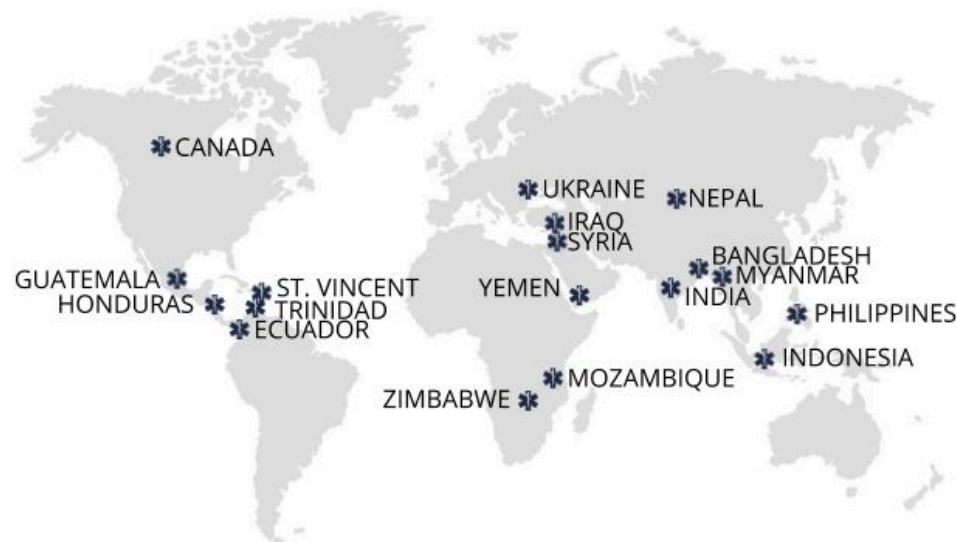 CANADA
UKRAINE
NEPAL
IRAQ
SYRIA
BANGLADESH
MYANMAR
GUATEMALA
ST. VINCENT
YEMEN
INDIA
HONDURAS
TRINIDAD
PHILIPPINES
ECUADOR
INDONESIA
MOZAMBIQUE
ZIMBABWE